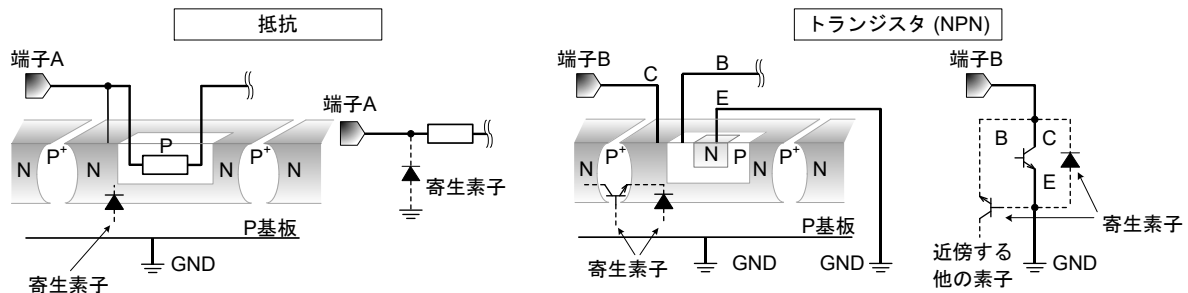 抵抗
端子A
N
P+
N
P
N
P+
N
P基板
GND
寄生素子
端子A
寄生素子
トランジスタ (NPN)
端子B
C
B
E
N
P+
N
N
P
N
P+
N
P基板
寄生素子
GND
GND
端子B
B
C
E
寄生素子
近傍する
他の素子
GND